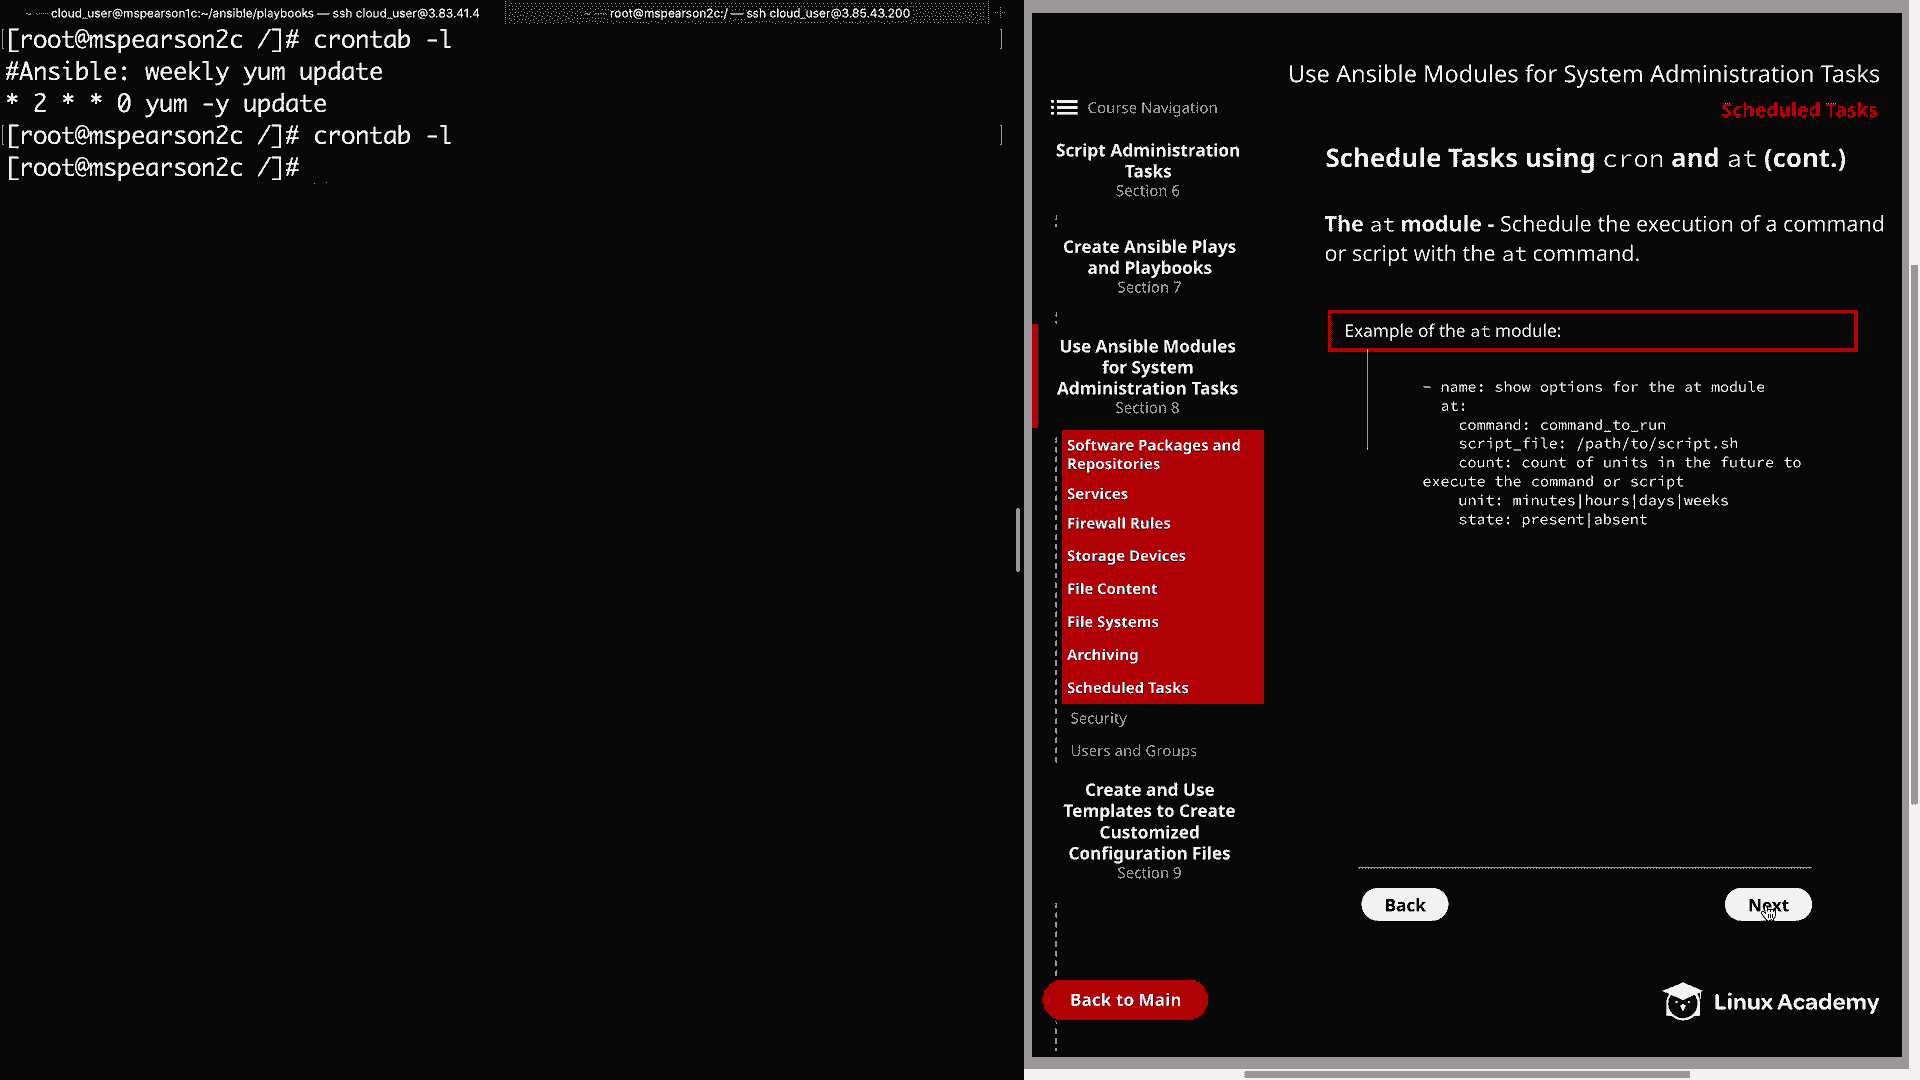 cloud_user@mspearson1c:~/ansible/playbooks — ssh cloud_user@3.83.41.4
root@mspearson2c:/ — ssh cloud_user@3.85.43.200
[root@mspearson2c /]# crontab -l
#Ansible: weekly yum update
* 2 * * 0 yum -y update
[root@mspearson2c /]# crontab -l
[root@mspearson2c /]#
Use Ansible Modules for System Administration Tasks
Scheduled Tasks
Course Navigation
Script Administration
Tasks
Section 6
Create Ansible Plays
and Playbooks
Section 7
Use Ansible Modules
for System
Administration Tasks
Section 8
Software Packages and
Repositories
Services
Firewall Rules
Storage Devices
File Content
File Systems
Archiving
Scheduled Tasks
Security
Users and Groups
Create and Use
Templates to Create
Customized
Configuration Files
Section 9
Back to Main
Schedule Tasks using cron and at (cont.)
The at module - Schedule the execution of a command
or script with the at command.
Example of the at module:
- name: show options for the at module
at:
command: command_to_run
script_file: /path/to/script.sh
count: count of units in the future to
execute the command or script
unit: minutes|hours|days|weeks
state: present|absent
Back
Next
Linux Academy